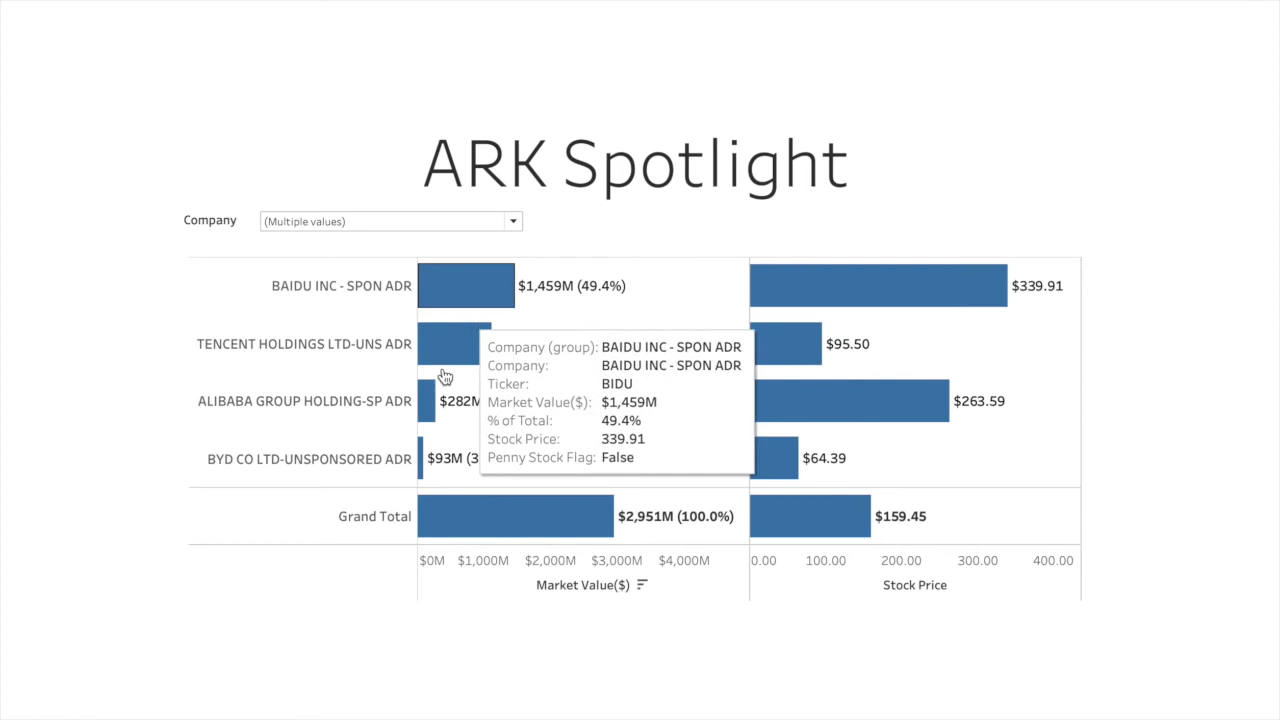 ARK Spotlight
Company
(Multiple values)
BAIDU INC - SPON ADR
$1,459M (49.4%)
$339.91
TENCENT HOLDINGS LTD-UNS ADR
$95.50
ALIBABA GROUP HOLDING-SP ADR
$282M
$263.59
BYD CO LTD-UNSPONSORED ADR
$93M (3
$64.39
Company (group): BAIDU INC - SPON ADR
Company: BAIDU INC - SPON ADR
Ticker: BIDU
Market Value($): $1,459M
% of Total: 49.4%
Stock Price: 339.91
Penny Stock Flag: False
Grand Total
$2,951M (100.0%)
$159.45
$0M $1,000M $2,000M $3,000M $4,000M
0.00 100.00 200.00 300.00 400.00
Market Value($)
Stock Price